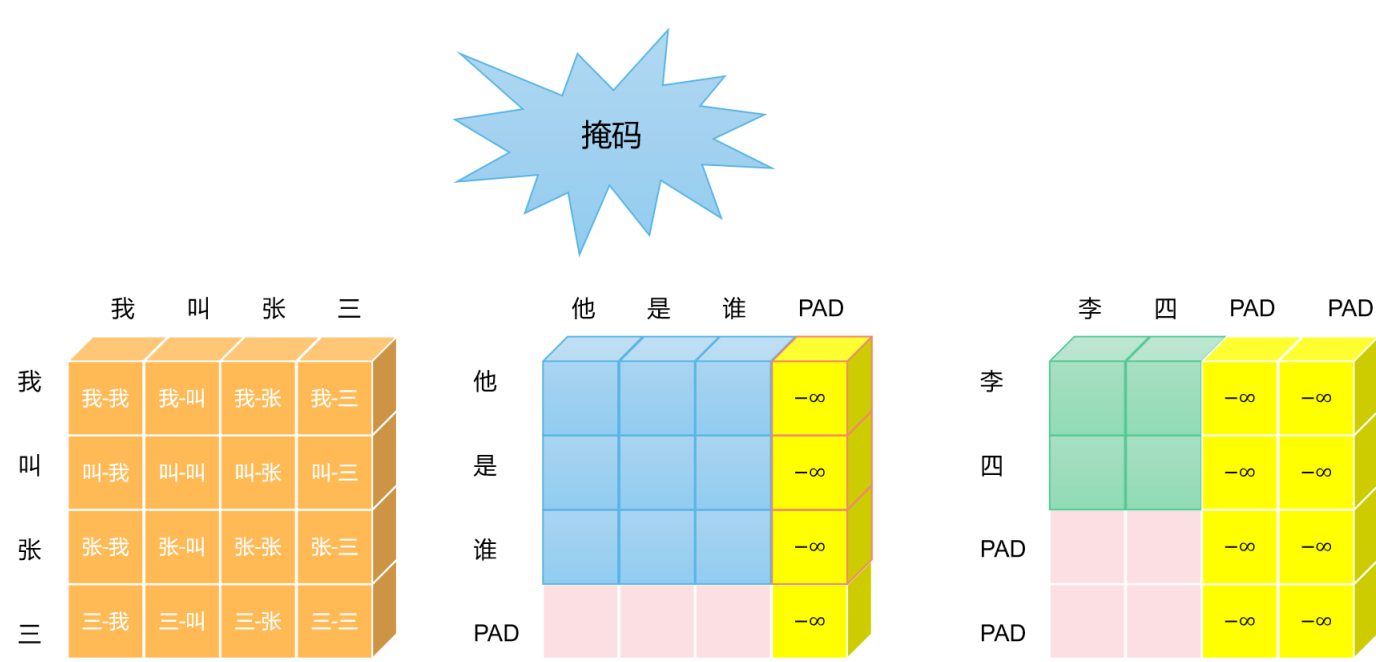 掩码
我 叫 张 三
我 我-我 我-叫 我-张 我-三
叫 叫-我 叫-叫 叫-张 叫-三
张 张-我 张-叫 张-张 张-三
三 三-我 三-叫 三-张 三-三
他 是 谁 PAD
他 -∞
是 -∞
谁 -∞
PAD -∞
李 四 PAD PAD
李 -∞ -∞
四 -∞ -∞
PAD -∞ -∞
PAD -∞ -∞